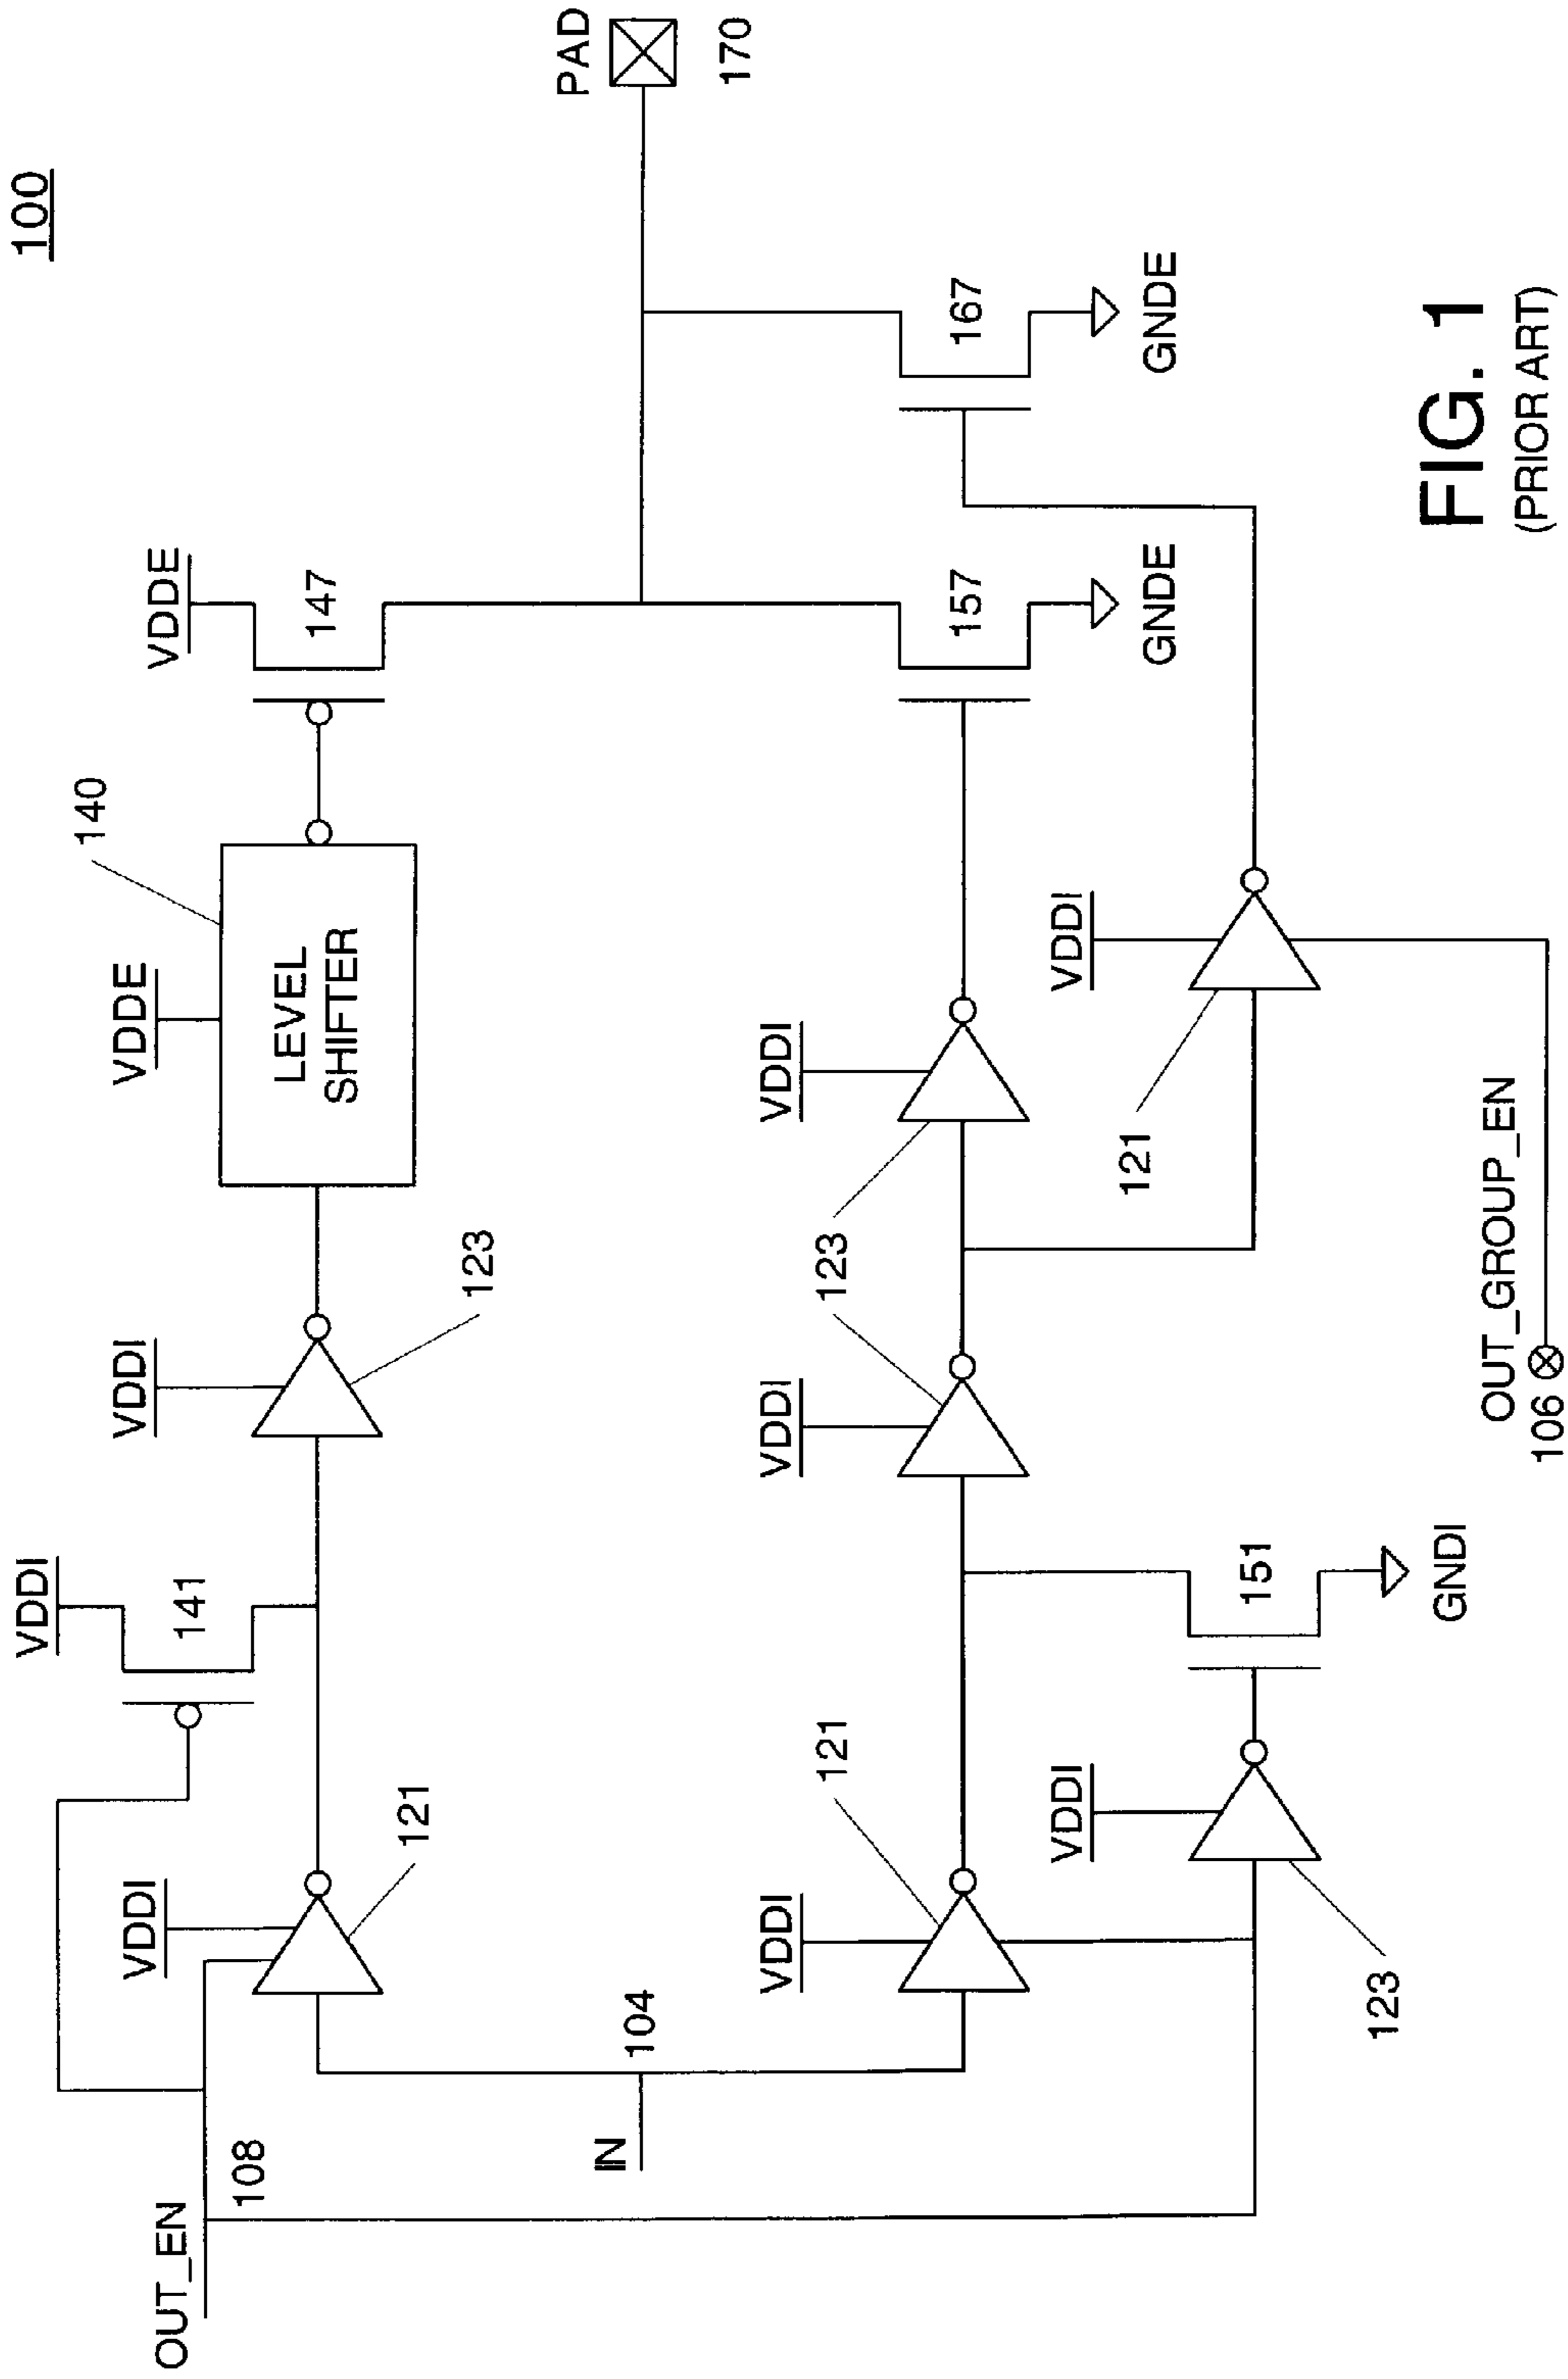 100
VDDI
141
VDDE
140
VDDE
147
PAD
170
OUT_EN
108
VDDI
121
VDDI
123
LEVEL
SHIFTER
IN
104
VDDI
121
VDDI
123
VDDI
157
GNDE
167
GNDE
VDDI
123
151
GNDI
VDDI
121
OUT_GROUP_EN
106
FIG. 1
(PRIOR ART)